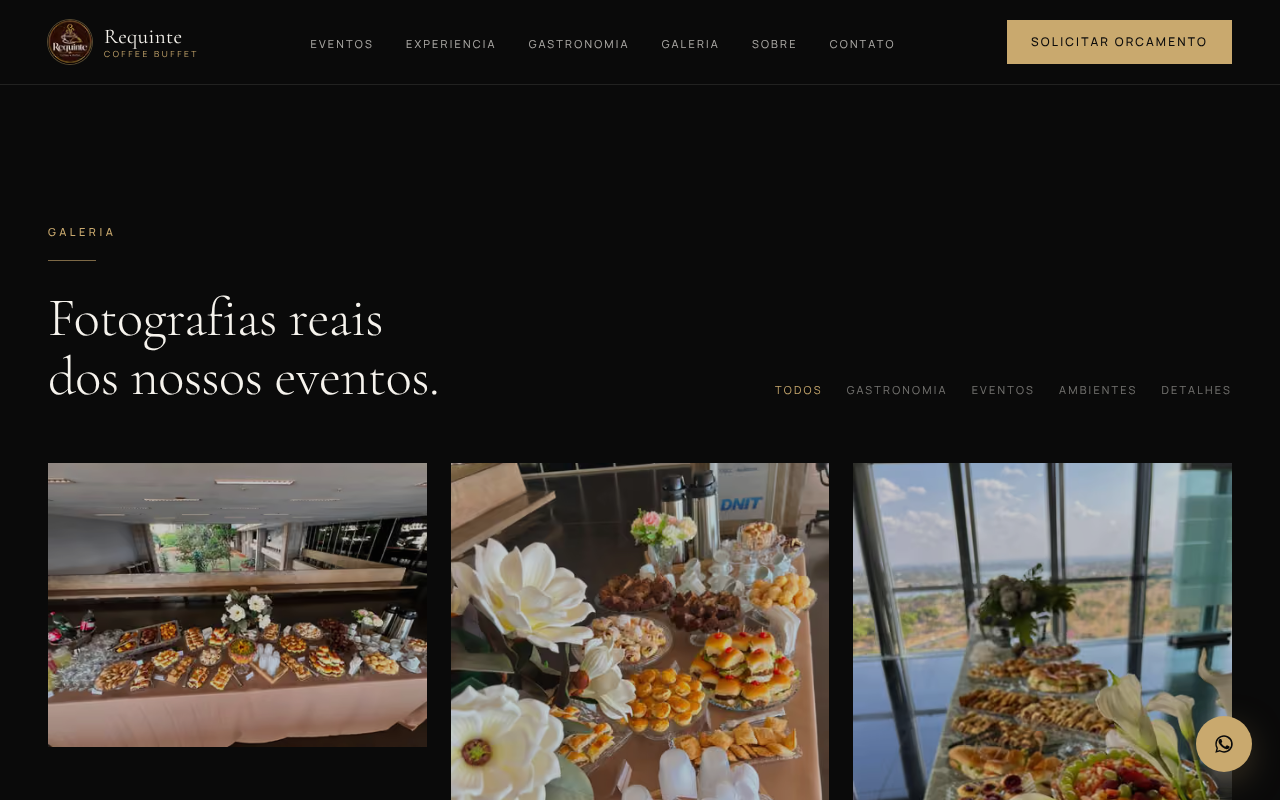 Requinte
Requinte
COFFEE BUFFET
EVENTOS
EXPERIENCIA
GASTRONOMIA
GALERIA
SOBRE
CONTATO
SOLICITAR ORCAMENTO
GALERIA
Fotografias reais
dos nossos eventos.
TODOS
GASTRONOMIA
EVENTOS
AMBIENTES
DETALHES
DNIT